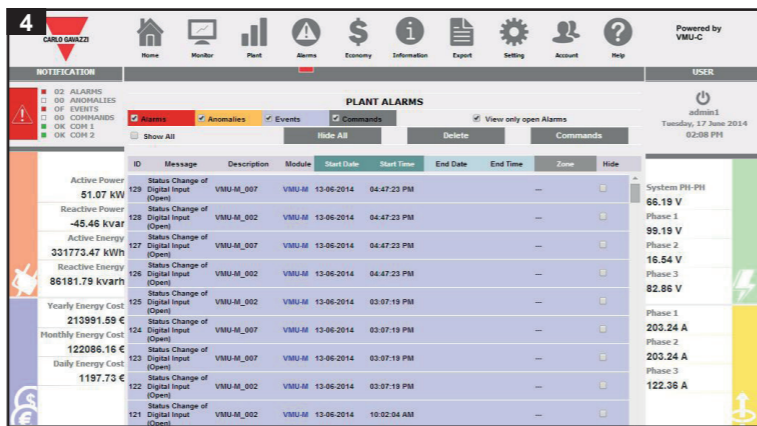 4
CARLO GAVAZZI
Home Monitor Plant Alarms Economy Information Export Setting Account Help
Powered by
VMU-C
NOTIFICATION
USER
02 ALARMS
00 ANOMALIES
OF EVENTS
00 COMMANDS
OK COM 1
OK COM 2
PLANT ALARMS
Alarms Anomalies Events Commands View only open Alarms
Show All Hide All Delete Commands
admin1
Tuesday, 17 June 2014
02:08 PM
ID Message Description Module Start Date Start Time End Date End Time Zone Hide
129 Status Change of
Digital Input
(Open) VMU-M_007 VMU-M 13-06-2014 04:47:23 PM ---
128 Status Change of
Digital Input
(Open) VMU-M_002 VMU-M 13-06-2014 04:47:23 PM ---
127 Status Change of
Digital Input
(Open) VMU-M_007 VMU-M 13-06-2014 04:47:23 PM ---
126 Status Change of
Digital Input
(Open) VMU-M_002 VMU-M 13-06-2014 04:47:23 PM ---
125 Status Change of
Digital Input
(Open) VMU-M_002 VMU-M 13-06-2014 03:07:19 PM ---
124 Status Change of
Digital Input
(Open) VMU-M_007 VMU-M 13-06-2014 03:07:19 PM ---
123 Status Change of
Digital Input
(Open) VMU-M_007 VMU-M 13-06-2014 03:07:19 PM ---
122 Status Change of
Digital Input
(Open) VMU-M_002 VMU-M 13-06-2014 03:07:19 PM ---
121 Status Change of
Digital Input
(Open) VMU-M_002 VMU-M 13-06-2014 10:02:04 AM ---
Active Power
51.07 kW
Reactive Power
-45.46 kvar
Active Energy
331773.47 kWh
Reactive Energy
86181.79 kvarh
Yearly Energy Cost
213991.59 €
Monthly Energy Cost
122086.16 €
Daily Energy Cost
1197.73 €
System PH-PH
66.19 V
Phase 1
99.19 V
Phase 2
16.54 V
Phase 3
82.86 V
Phase 1
203.24 A
Phase 2
203.24 A
Phase 3
122.36 A